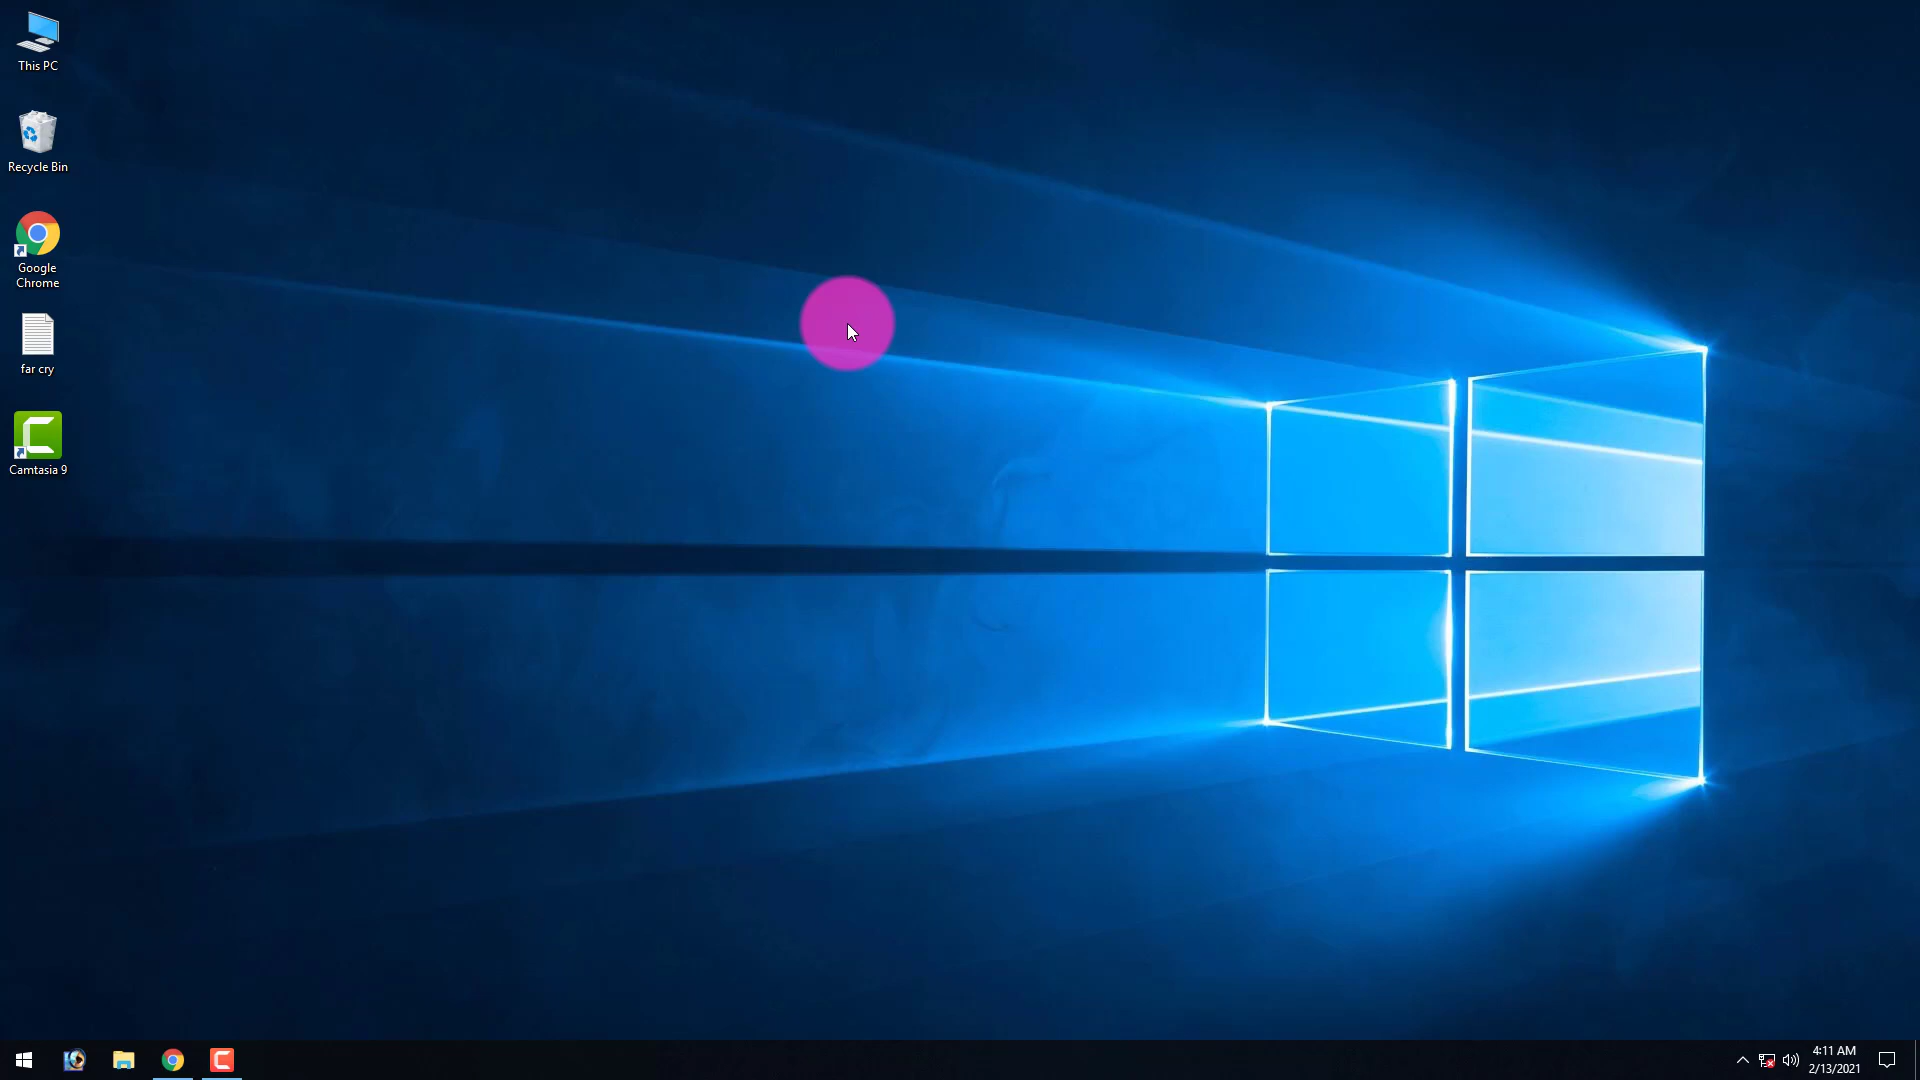 This PC
Recycle Bin
Google
Chrome
far cry
Camtasia 9
4:11 AM
2/13/2021